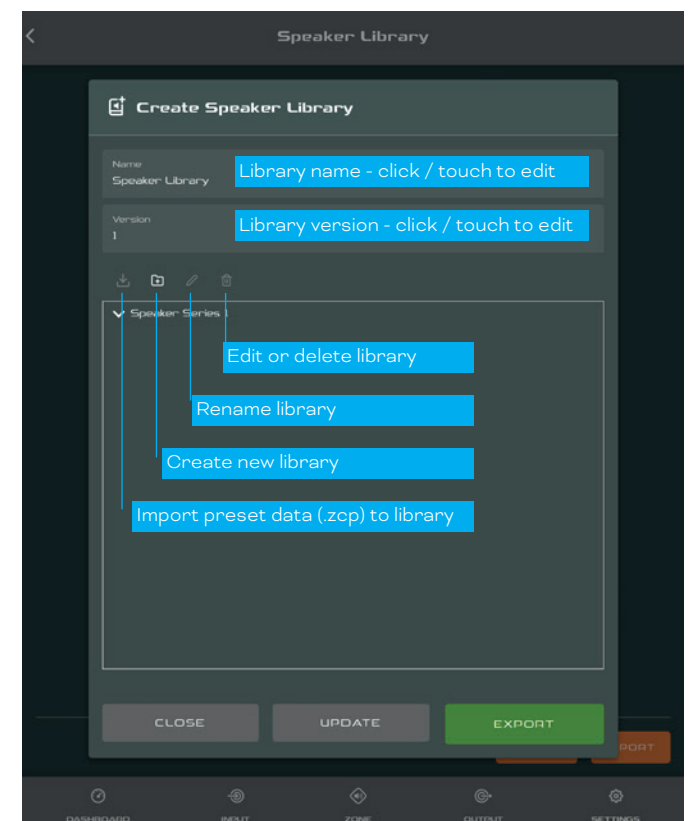 Speaker Library
Create Speaker Library
Name
Speaker Library
Library name - click / touch to edit
Version
1
Library version - click / touch to edit
Speaker Series 1
Edit or delete library
Rename library
Create new library
Import preset data (.zcp) to library
CLOSE
UPDATE
EXPORT
PORT
DASHBOARD
INPUT
ZONE
OUTPUT
SETTINGS